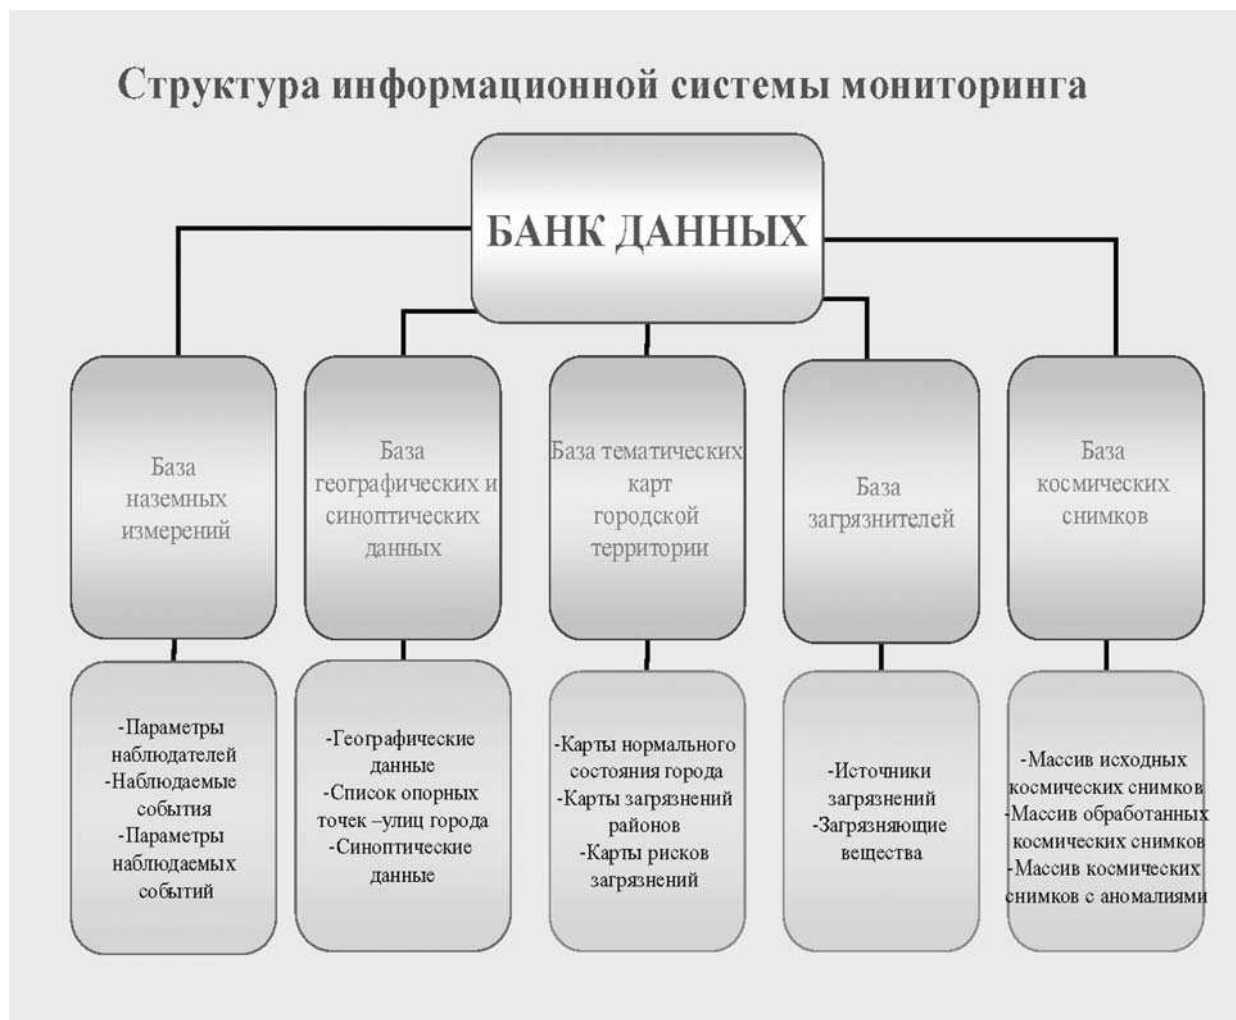 Структура информационной системы мониторинга
БАНК ДАННЫХ
База
наземных
измерений
База
географических и
синоптических
данных
База тематических
карт
городской
территории
База
загрязнителей
База
космических
снимков
-Параметры
наблюдателей
-Наблюдаемые
события
-Параметры
наблюдаемых
событий
-Географические
данные
-Список опорных
точек –улиц города
-Синоптические
данные
-Карты нормального
состояния города
-Карты загрязнений
районов
-Карты рисков
загрязнений
-Источники
загрязнений
-Загрязняющие
вещества
-Массив исходных
космических снимков
-Массив обработанных
космических снимков
-Массив космических
снимков с аномалиями